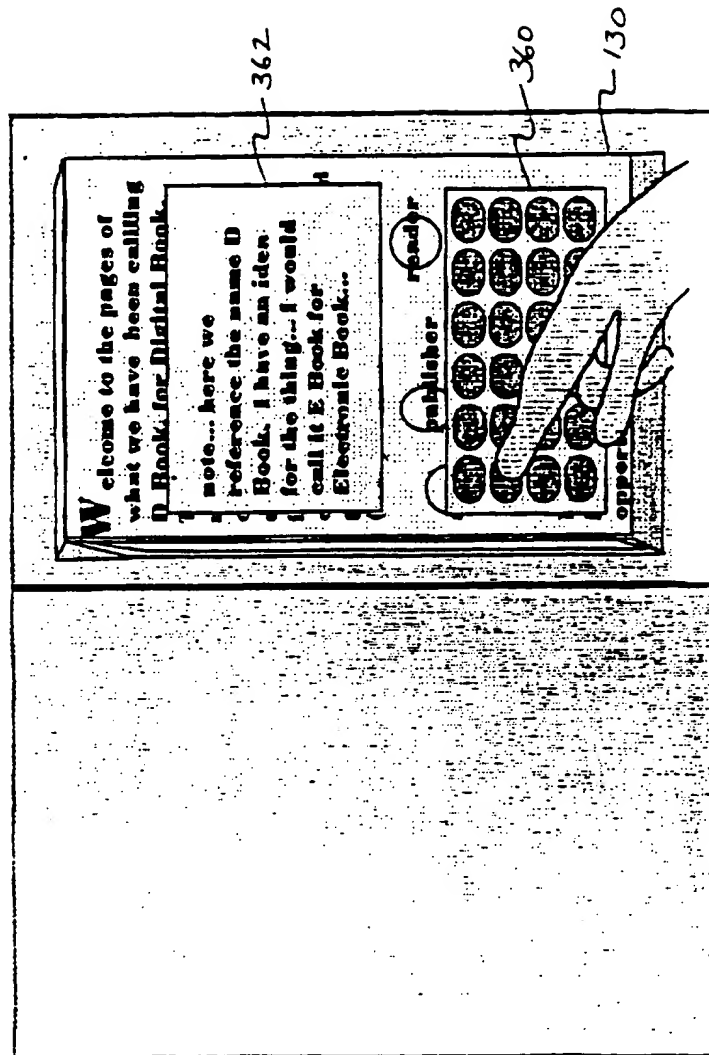 Welcome to the pages of
what we have been calliing
D Book, for Digital Book.
note... here we
reference the name D
Book. I have an idea
for the thing... I would
call it E Book for
Electronic Book...
publisher
reader
opport
362
360
130